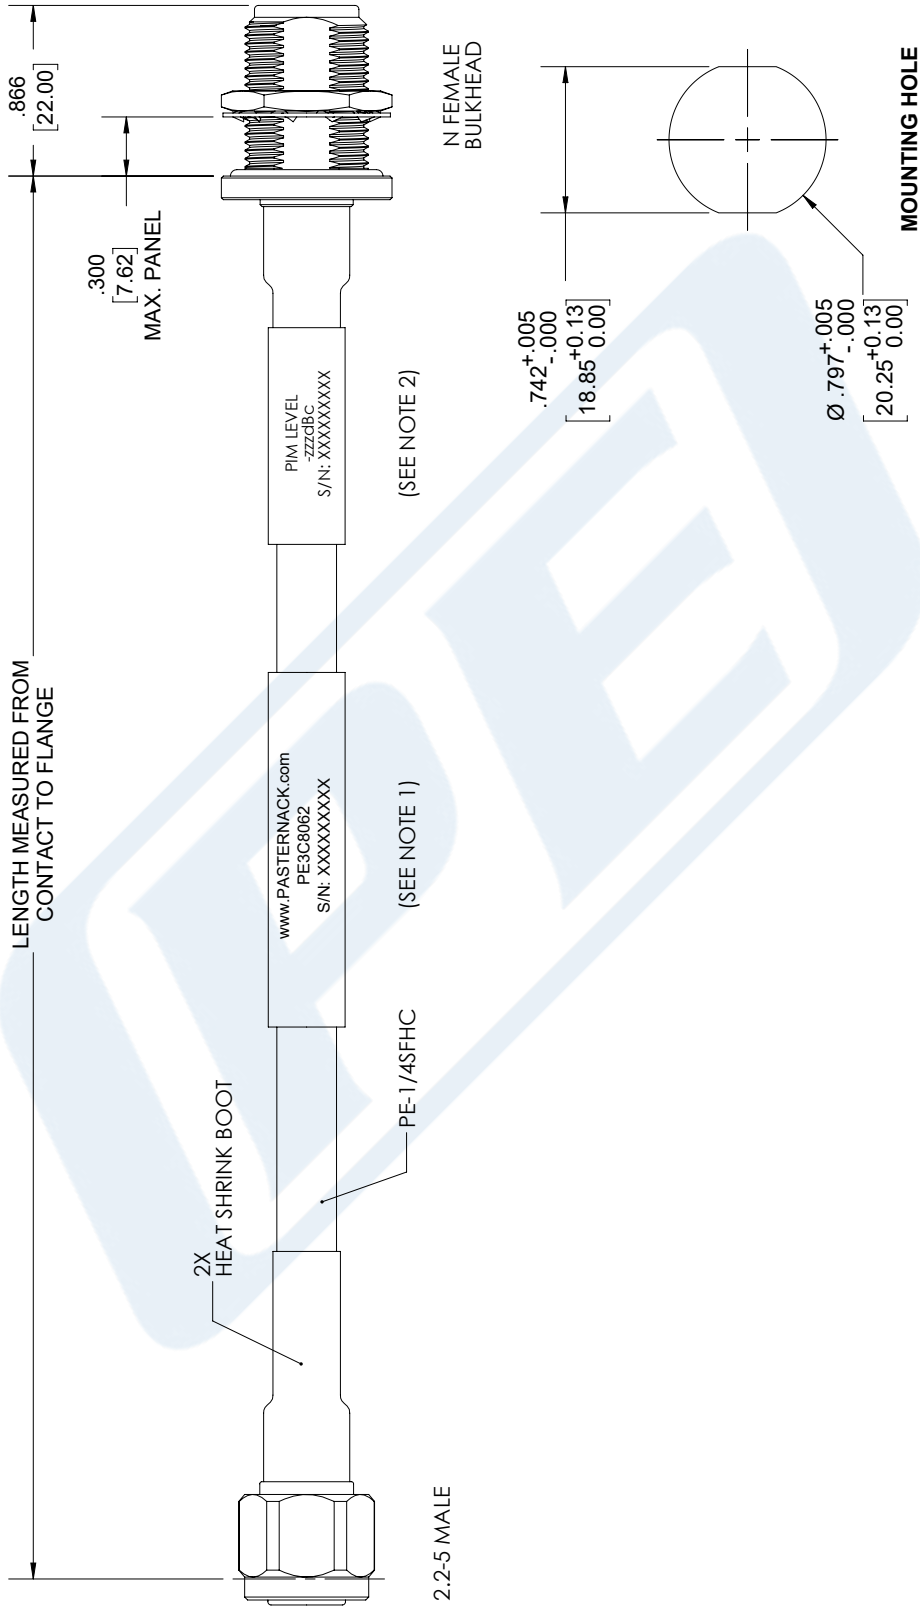 LENGTH MEASURED FROM
CONTACT TO FLANGE
.866
[22.00]
.300
[7.62]
MAX. PANEL
2X
HEAT SHRINK BOOT
www.PASTERNACK.com
PE3C8062
S/N: XXXXXXXXXX
PIM LEVEL
-zzzdBc
S/N: XXXXXXXXX
PE-1/4SFHC
(SEE NOTE 1)
(SEE NOTE 2)
2.2-5 MALE
N FEMALE
BULKHEAD
.742+.005
-.000
[18.85+0.13
0.00]
Ø .797+.005
-.000
[20.25+0.13
0.00]
MOUNTING HOLE
PE